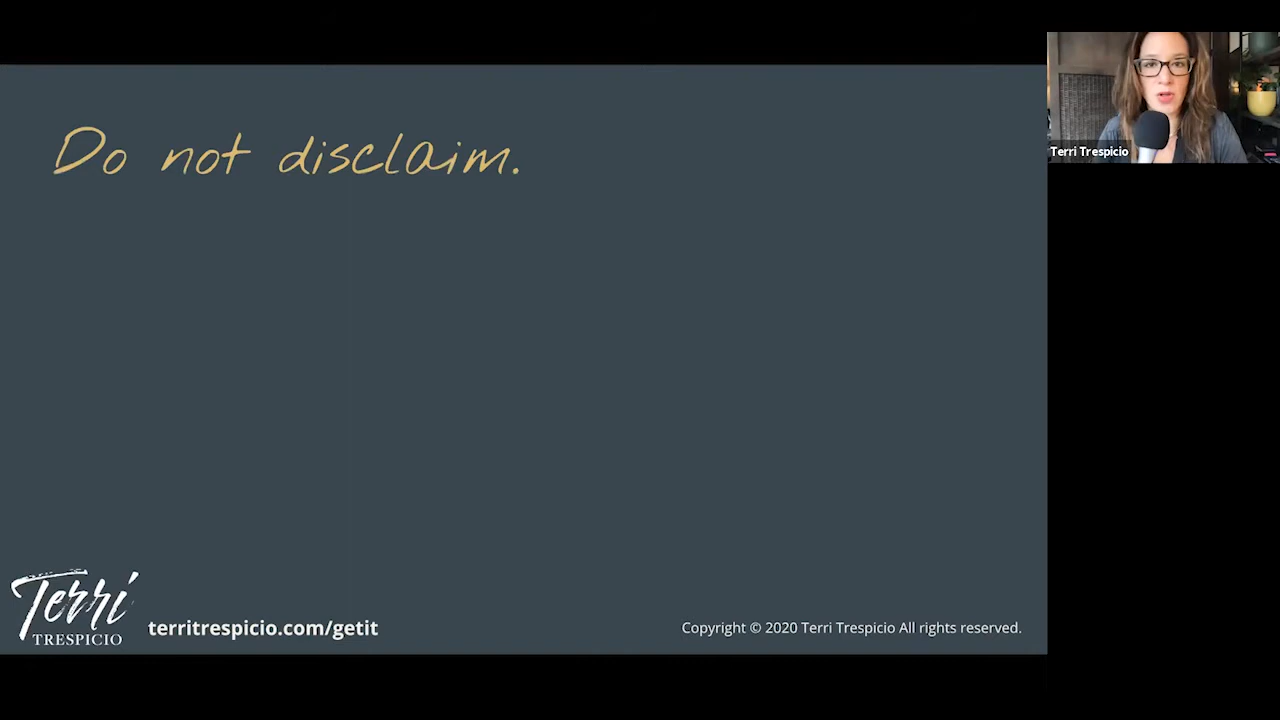 Do not disclaim.
Terri Trespicio
Terri
TRESPICIO
territrespicio.com/getit
Copyright © 2020 Terri Trespicio All rights reserved.